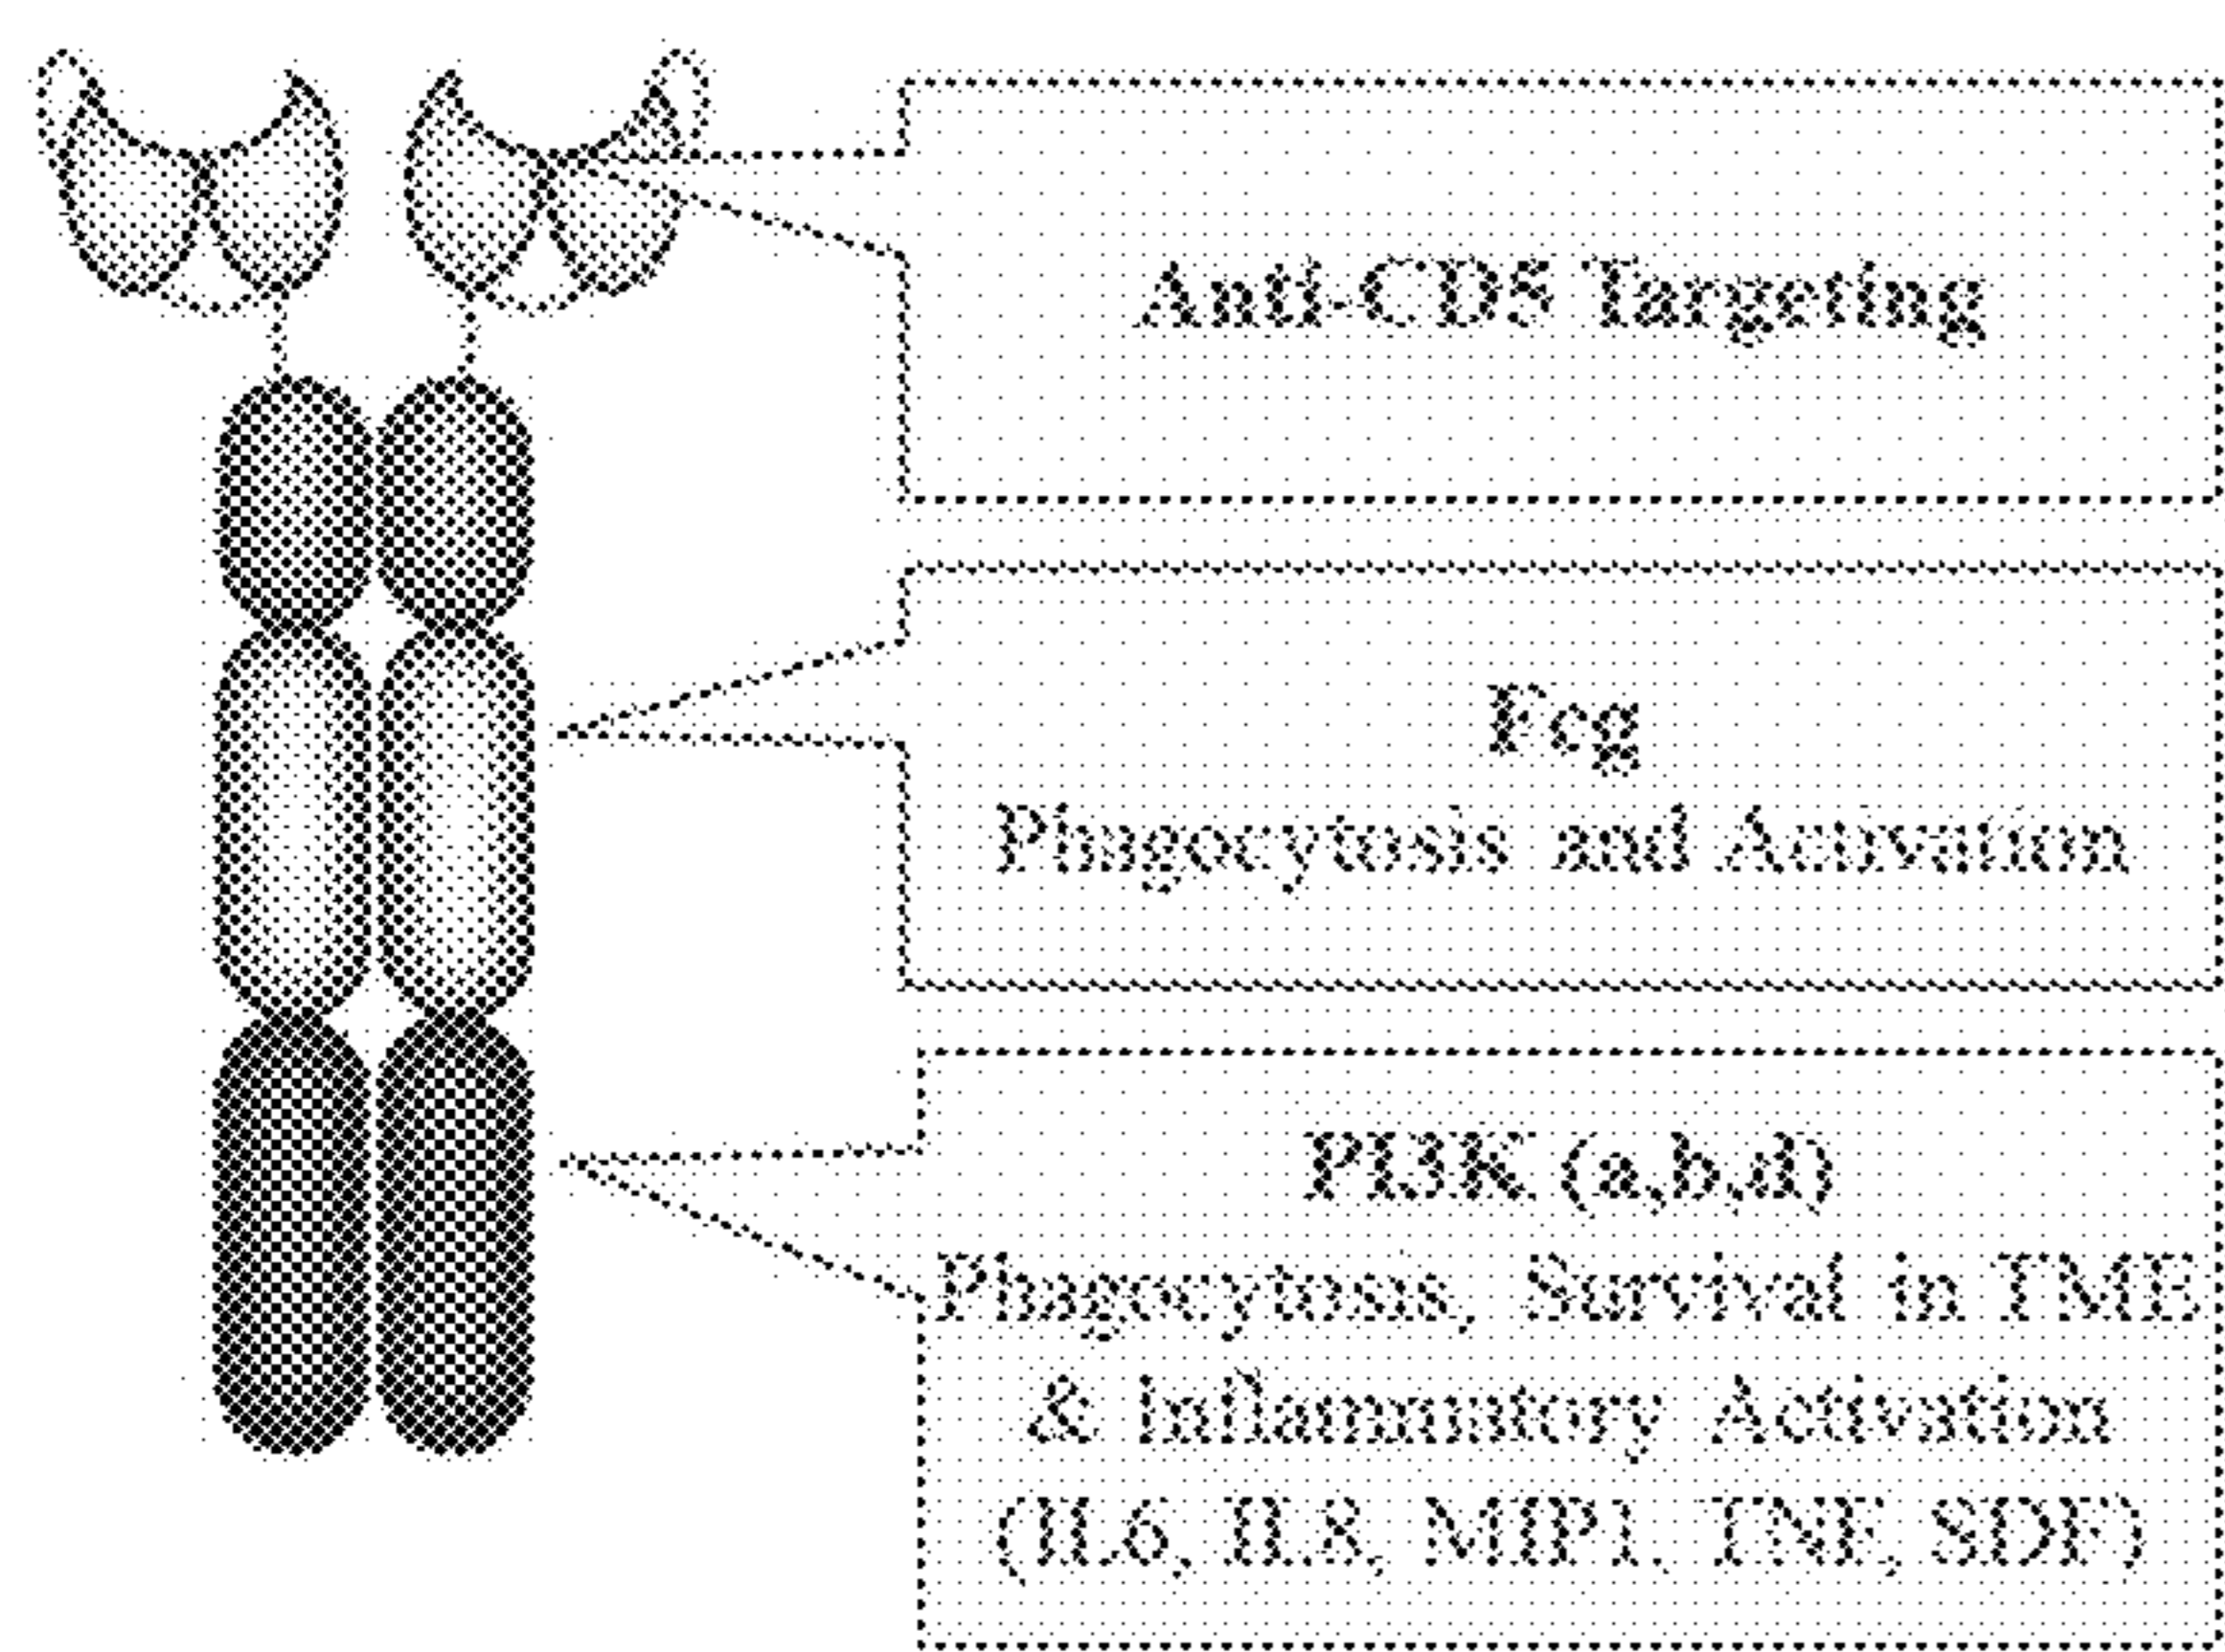 Anti-CD5 Targeting
Fcg
Phagocytosis and Activation
PI3K (a,b,d)
Phagocytosis, Survival in TME
& Inflammatory Activation
(IL6, IL8, MIP1, TNF, SDF)